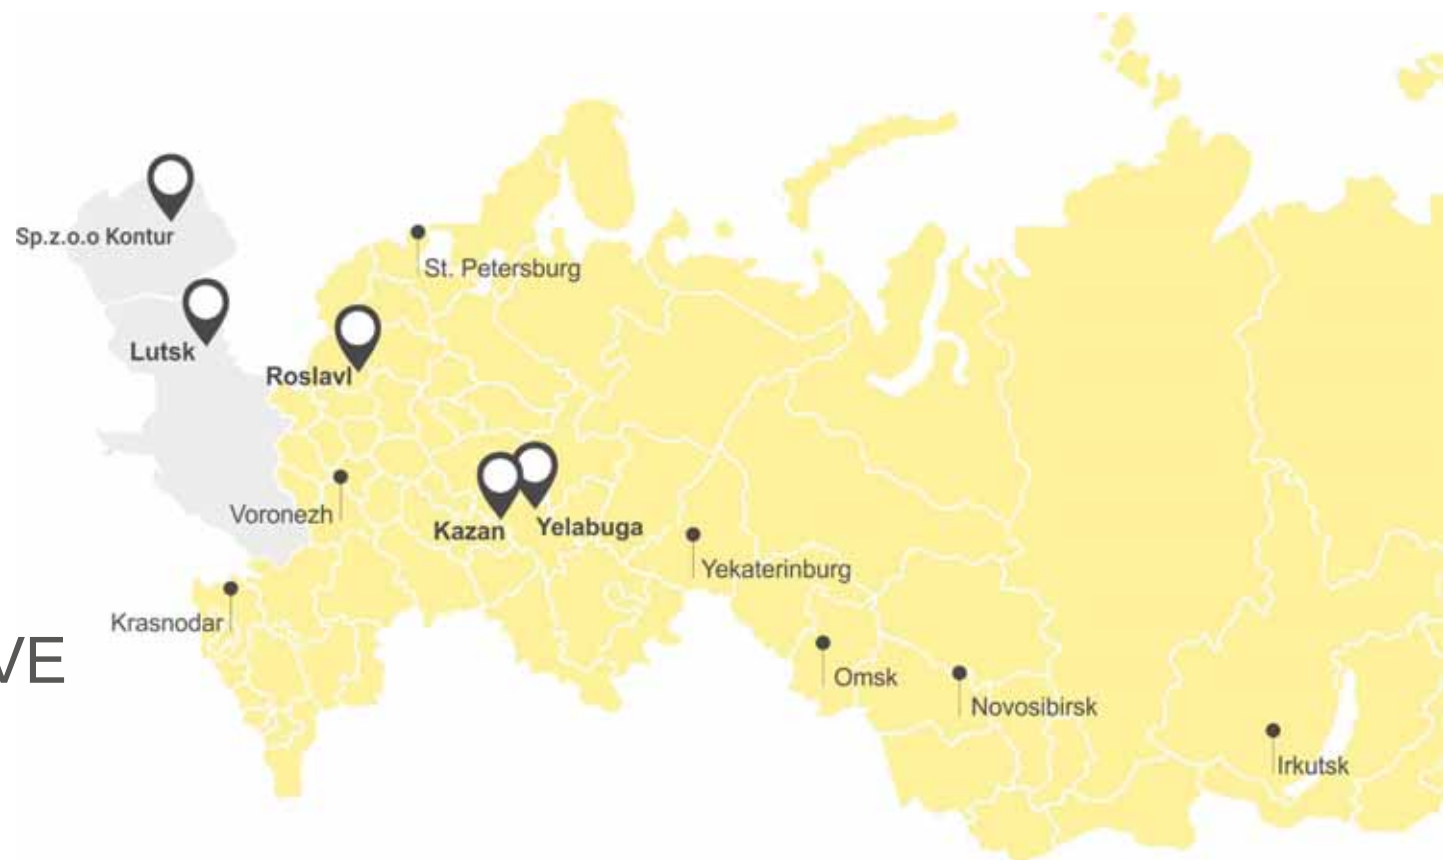 Sp.z.o.o Kontur
St. Petersburg
Lutsk
Roslavl
Voronezh
Kazan
Yelabuga
Yekaterinburg
Krasnodar
VE
Omsk
Novosibirsk
Irkutsk